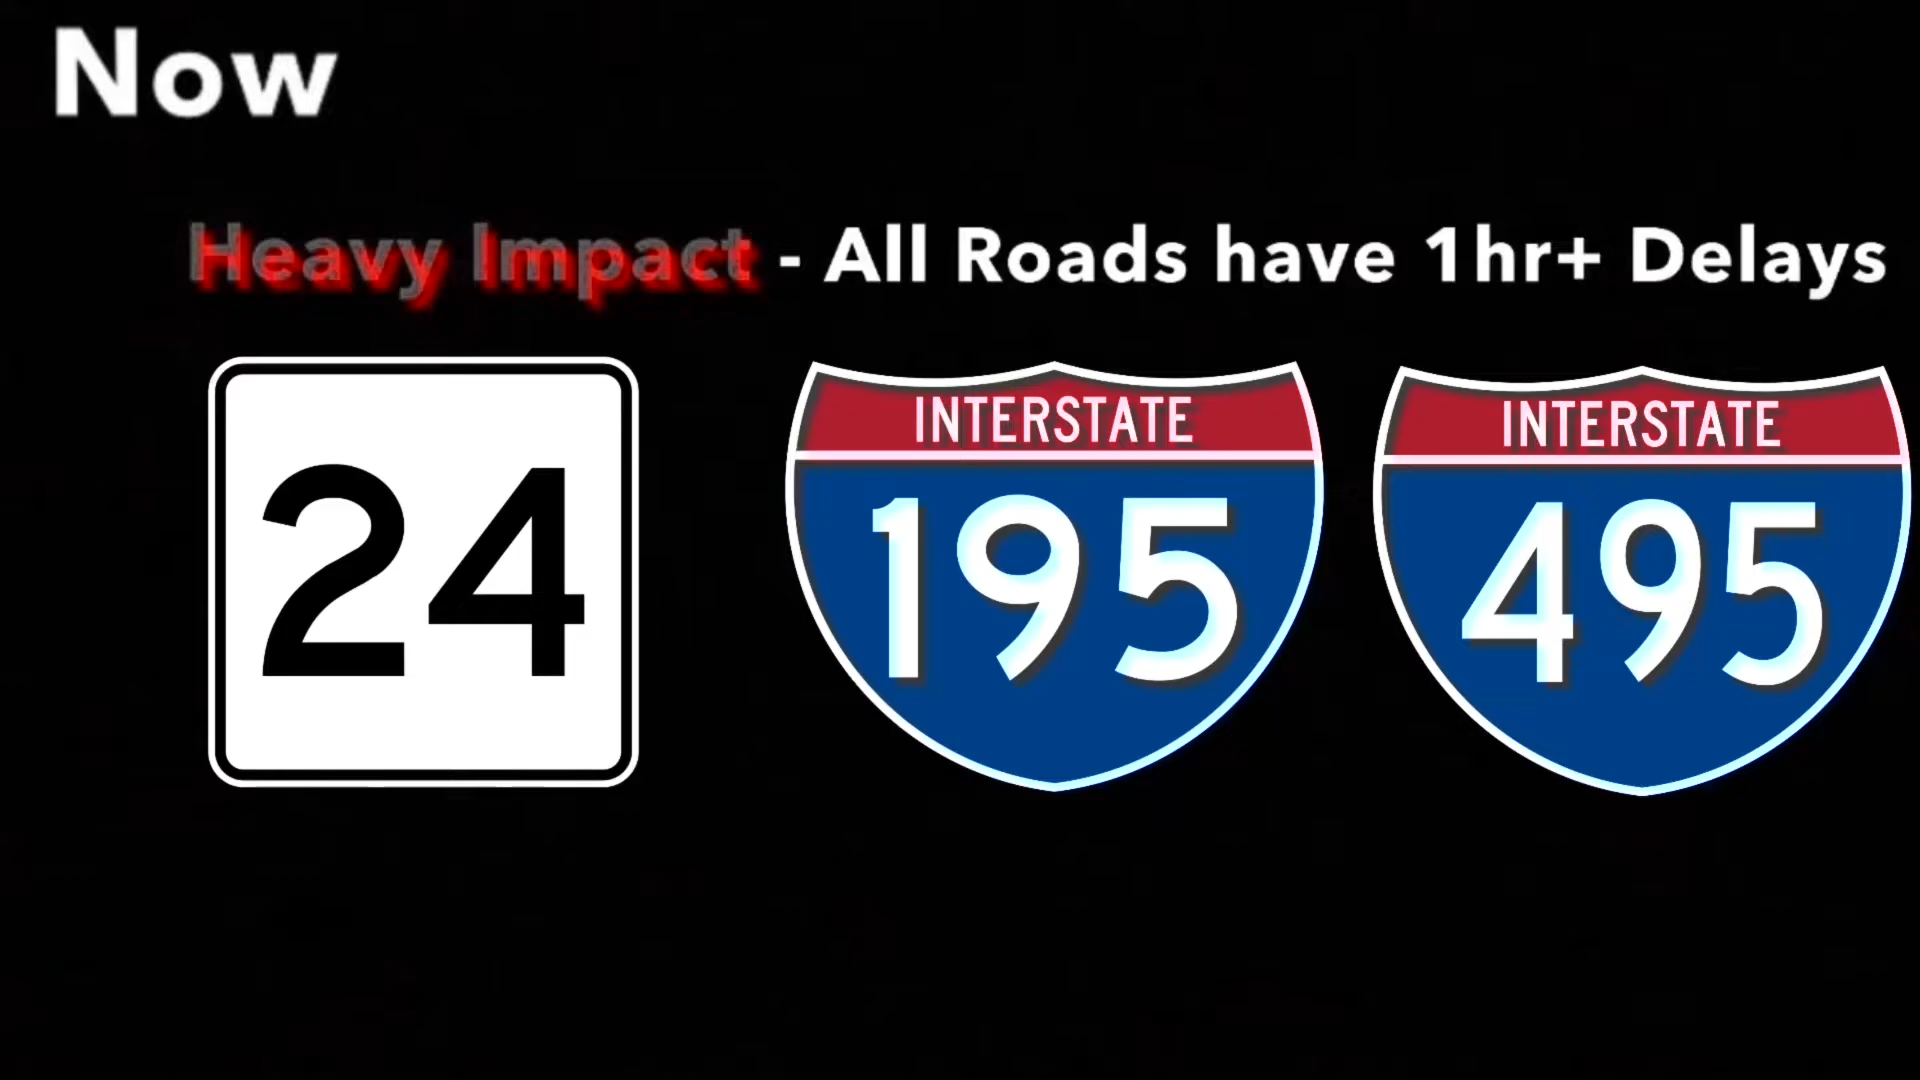 Now
Heavy Impact - All Roads have 1hr+ Delays
24
INTERSTATE
195
INTERSTATE
495